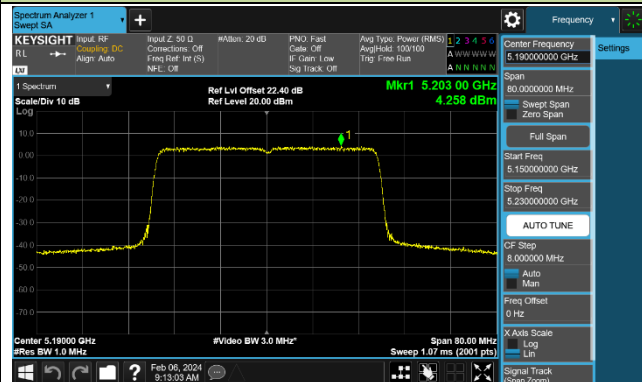 Spectrum Analyzer 1
Swept SA
+
Frequency
KEYSIGHT
RL
LXI
Input: RF
Coupling: DC
Align: Auto
Input Z: 50 Ω
Corrections: Off
Freq Ref: Int (S)
NFE: Off
#Atten: 20 dB
PNO: Fast
Gate: Off
IF Gain: Low
Sig Track: Off
Avg Type: Power (RMS)
Avg|Hold: 100/100
Trig: Free Run
1 2 3 4 5 6
A W W W W W
A N N N N N
1 Spectrum
Scale/Div 10 dB
Log
Ref Lvl Offset 22.40 dB
Ref Level 20.00 dBm
Mkr1 5.203 00 GHz
4.258 dBm
10.0
0.00
-10.0
-20.0
-30.0
-40.0
-50.0
-60.0
-70.0
1
Center 5.19000 GHz
#Res BW 1.0 MHz
#Video BW 3.0 MHz*
Span 80.00 MHz
Sweep 1.07 ms (2001 pts)
Feb 06, 2024
9:13:03 AM
Center Frequency
5.190000000 GHz
Span
80.0000000 MHz
Swept Span
Zero Span
Full Span
Start Freq
5.150000000 GHz
Stop Freq
5.230000000 GHz
AUTO TUNE
CF Step
8.000000 MHz
Auto
Man
Freq Offset
0 Hz
X Axis Scale
Log
Lin
Signal Track
(Span Zoom)
Settings